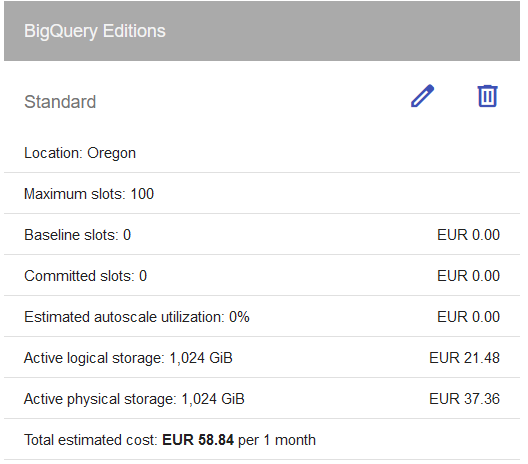 BigQuery Editions
Standard
Location: Oregon
Maximum slots: 100
Baseline slots: 0 EUR 0.00
Committed slots: 0 EUR 0.00
Estimated autoscale utilization: 0% EUR 0.00
Active logical storage: 1,024 GiB EUR 21.48
Active physical storage: 1,024 GiB EUR 37.36
Total estimated cost: EUR 58.84 per 1 month